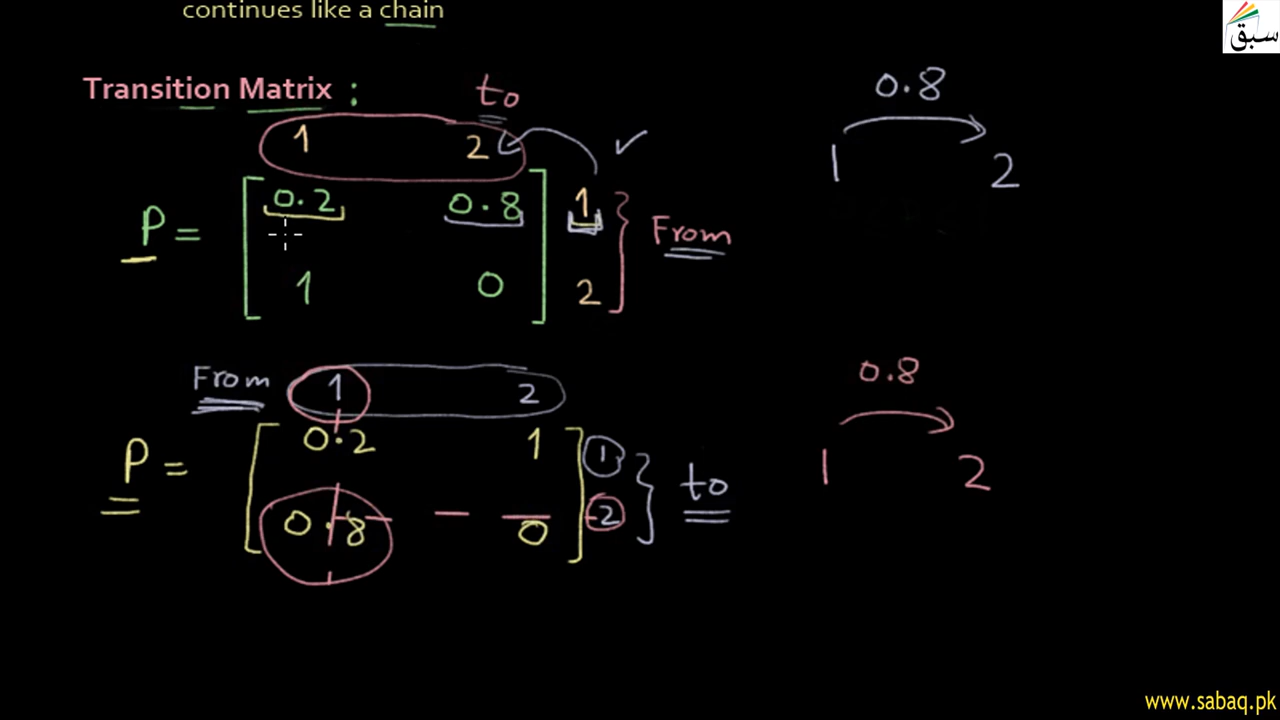 continues like a chain
سبق
Transition Matrix :
to
0.8
1 2
1 2
P = [ 0.2 0.8 ] 1 } From
1 0 2
From 1 2
0.8
P = [ 0.2 1 ] 1 } to
0.8 0 2
1 2
www.sabaq.pk